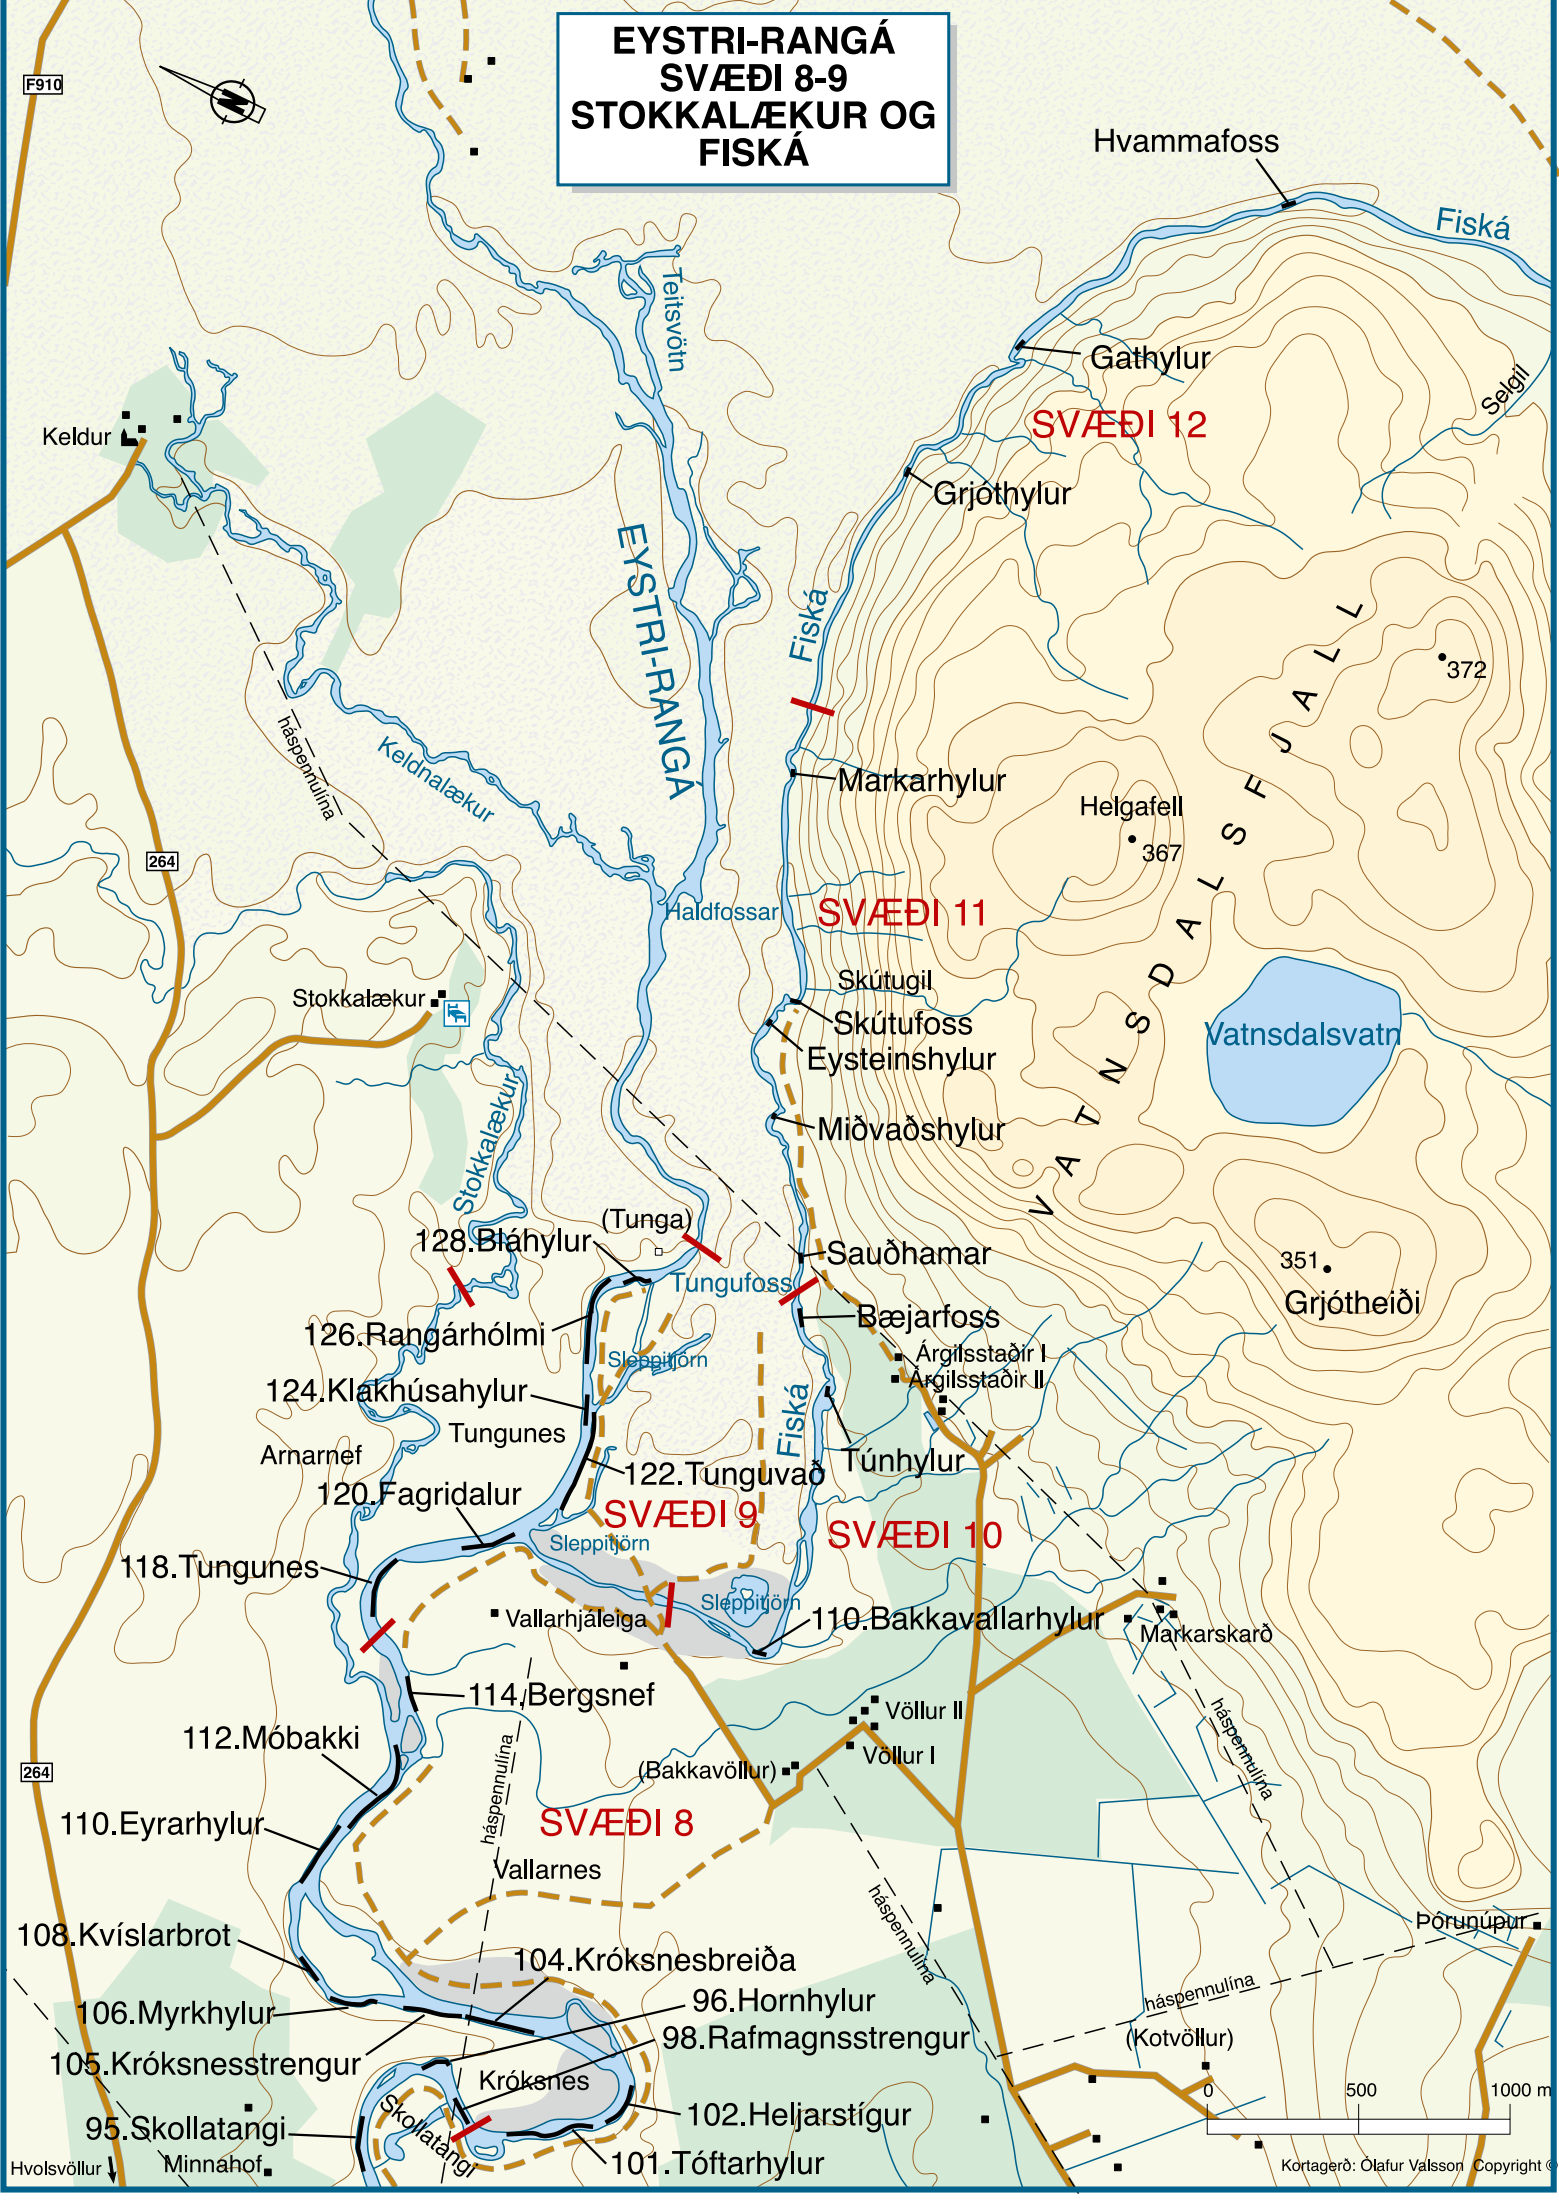 EYSTRI-RANGÁ
SVÆÐI 8-9
STOKKALÆKUR OG
FISKÁ
F910
Hvammafoss
Fiská
Teitsvötn
Gathylur
SVÆÐI 12
Selgil
Keldur
Grjóthylur
EYSTRI-RANGÁ
Fiská
372
háspennulína
Keldnalækur
Markarhylur
Helgafell
367
VATNSDALSFJALL
264
Haldfossar
SVÆÐI 11
Skútugil
Stokkalækur
Skútufoss
Vatnsdalsvatn
Eysteinshylur
Stokkalækur
Miðvaðshylur
(Tunga)
128.Bláhylur
Sauðhamar
351
Tungufoss
Grjótheiði
Bæjarfoss
126.Rangárhólmi
Sleppitjörn
Árgilsstaðir I
Árgilsstaðir II
124.Klakhúsahylur
Fiská
Tungunes
Arnarnef
Túnhylur
122.Tunguvað
120.Fagridalur
SVÆÐI 9
SVÆÐI 10
Sleppitjörn
118.Tungunes
Sleppitjörn
Vallarhjáleiga
110.Bakkavallarhylur
Markarskarð
114.Bergsnef
Völlur II
112.Móbakki
háspennulína
háspennulína
Völlur I
264
(Bakkavöllur)
110.Eyrarhylur
SVÆÐI 8
Vallarnes
háspennulína
Þórunúpur
108.Kvíslarbrot
104.Króksnesbreiða
háspennulína
96.Hornhylur
106.Myrkhylur
98.Rafmagnsstrengur
(Kotvöllur)
105.Króksnesstrengur
Króksnes
0 500 1000 m
Skollatangi
102.Heljarstígur
95.Skollatangi
Minnahof
101.Tóftarhylur
Hvolsvöllur
Kortagerð: Ólafur Valsson Copyright ©